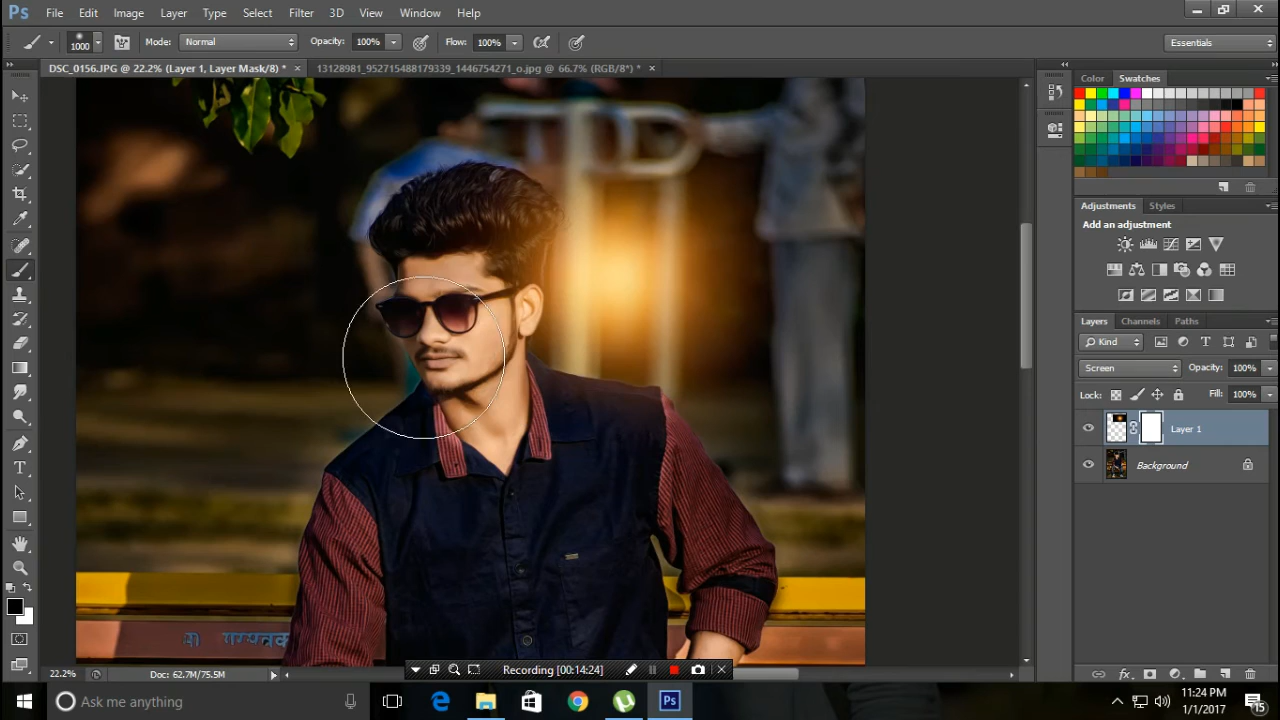 Ps File Edit Image Layer Type Select Filter 3D View Window Help
1000 Mode: Normal Opacity: 100% Flow: 100% Essentials
DSC_0156.JPG @ 22.2% (Layer 1, Layer Mask/8) * × 13128981_952715488179339_1446754271_o.jpg @ 66.7% (RGB/8*) * ×
Color Swatches
Adjustments Styles
Add an adjustment
Layers Channels Paths
Kind
Screen Opacity: 100%
Lock: Fill: 100%
Layer 1
Background
22.2% Doc: 62.7M/75.5M
Recording [00:14:24]
Ask me anything
Ps
11:24 PM
1/1/2017
15